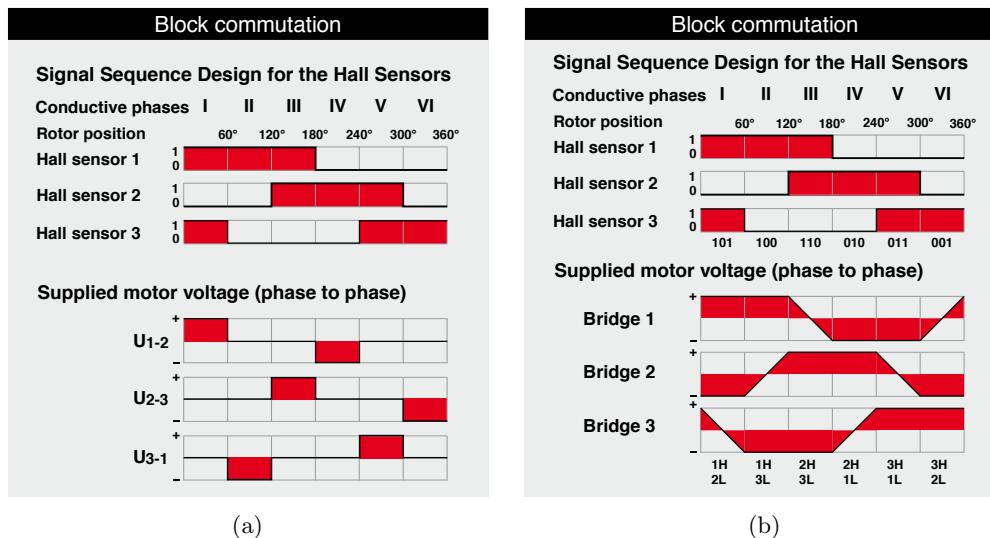 Block commutation
Signal Sequence Design for the Hall Sensors
Conductive phases I II III IV V VI
Rotor position 60° 120° 180° 240° 300° 360°
Hall sensor 1 1 0
Hall sensor 2 1 0
Hall sensor 3 1 0
Supplied motor voltage (phase to phase)
U1-2 + –
U2-3 + –
U3-1 + –
(a)
Block commutation
Signal Sequence Design for the Hall Sensors
Conductive phases I II III IV V VI
Rotor position 60° 120° 180° 240° 300° 360°
Hall sensor 1 1 0
Hall sensor 2 1 0
Hall sensor 3 1 0
101 100 110 010 011 001
Supplied motor voltage (phase to phase)
Bridge 1 + –
Bridge 2 + –
Bridge 3 + –
1H 1H 2H 2H 3H 3H
2L 3L 3L 1L 1L 2L
(b)